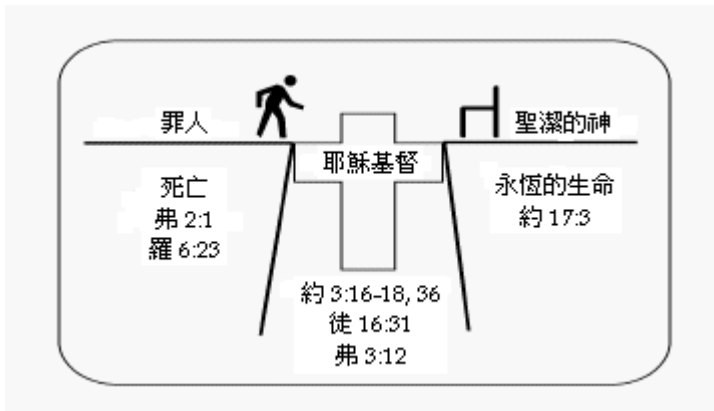 罪人
聖潔的神
耶穌基督
死亡
弗 2:1
羅 6:23
永恆的生命
約 17:3
約 3:16-18, 36
徒 16:31
弗 3:12